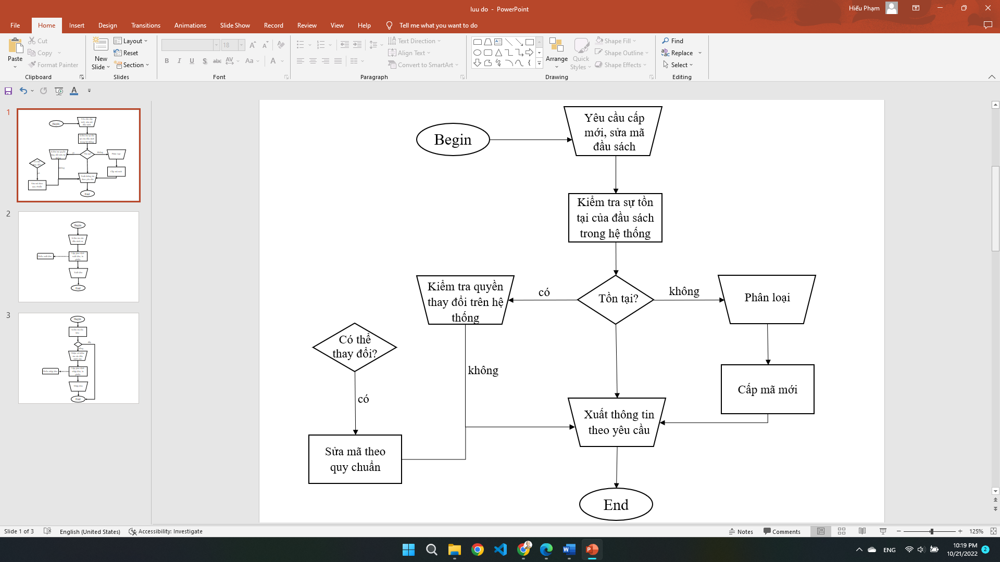 luu do - PowerPoint
Hiếu Phạm
File
Home
Insert
Design
Transitions
Animations
Slide Show
Record
Review
View
Help
Tell me what you want to do
Paste
Cut
Copy
Format Painter
Clipboard
New
Slide
Layout
Reset
Section
Slides
18
B I U S abc AV Aa A
Font
Text Direction
Align Text
Convert to SmartArt
Paragraph
Arrange
Quick
Styles
Shape Fill
Shape Outline
Shape Effects
Drawing
Find
Replace
Select
Editing
1
2
3
Begin
Yêu cầu cấp
mới, sửa mã
đầu sách
Kiểm tra sự tồn
tại của đầu sách
trong hệ thống
Kiểm tra quyền
thay đổi trên hệ
thống
có
Tồn tại?
không
Phân loại
Có thể
thay đổi?
không
có
Cấp mã mới
Xuất thông tin
theo yêu cầu
Sửa mã theo
quy chuẩn
End
Slide 1 of 3
English (United States)
Accessibility: Investigate
Notes
Comments
125%
ENG
10:19 PM
10/21/2022
2